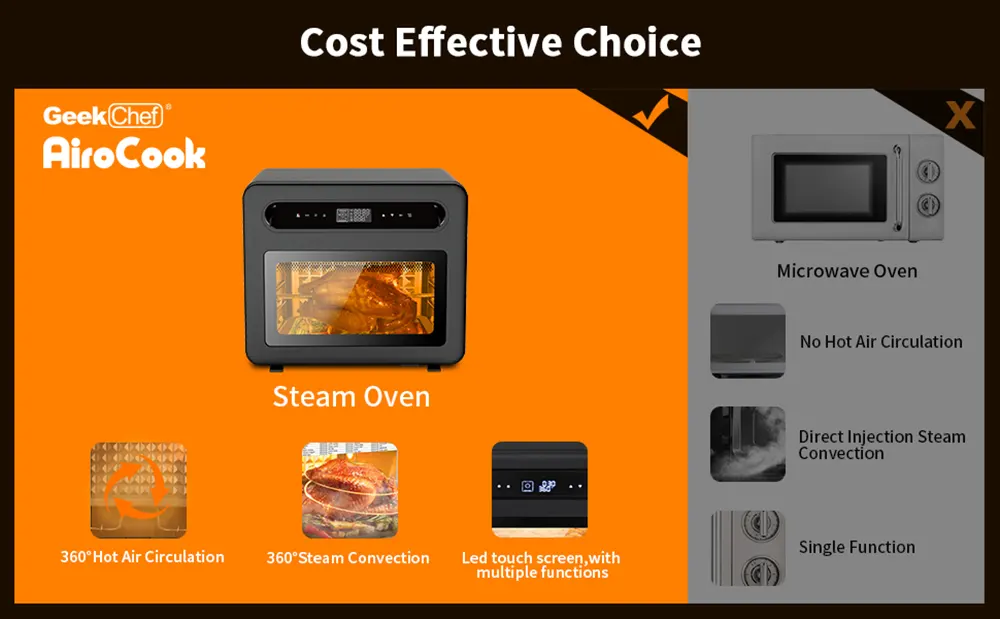 Cost Effective Choice
GeekChef®
AiroCook
Steam Oven
360°Hot Air Circulation
360°Steam Convection
Led touch screen,with
multiple functions
X
Microwave Oven
No Hot Air Circulation
Direct Injection Steam
Convection
Single Function